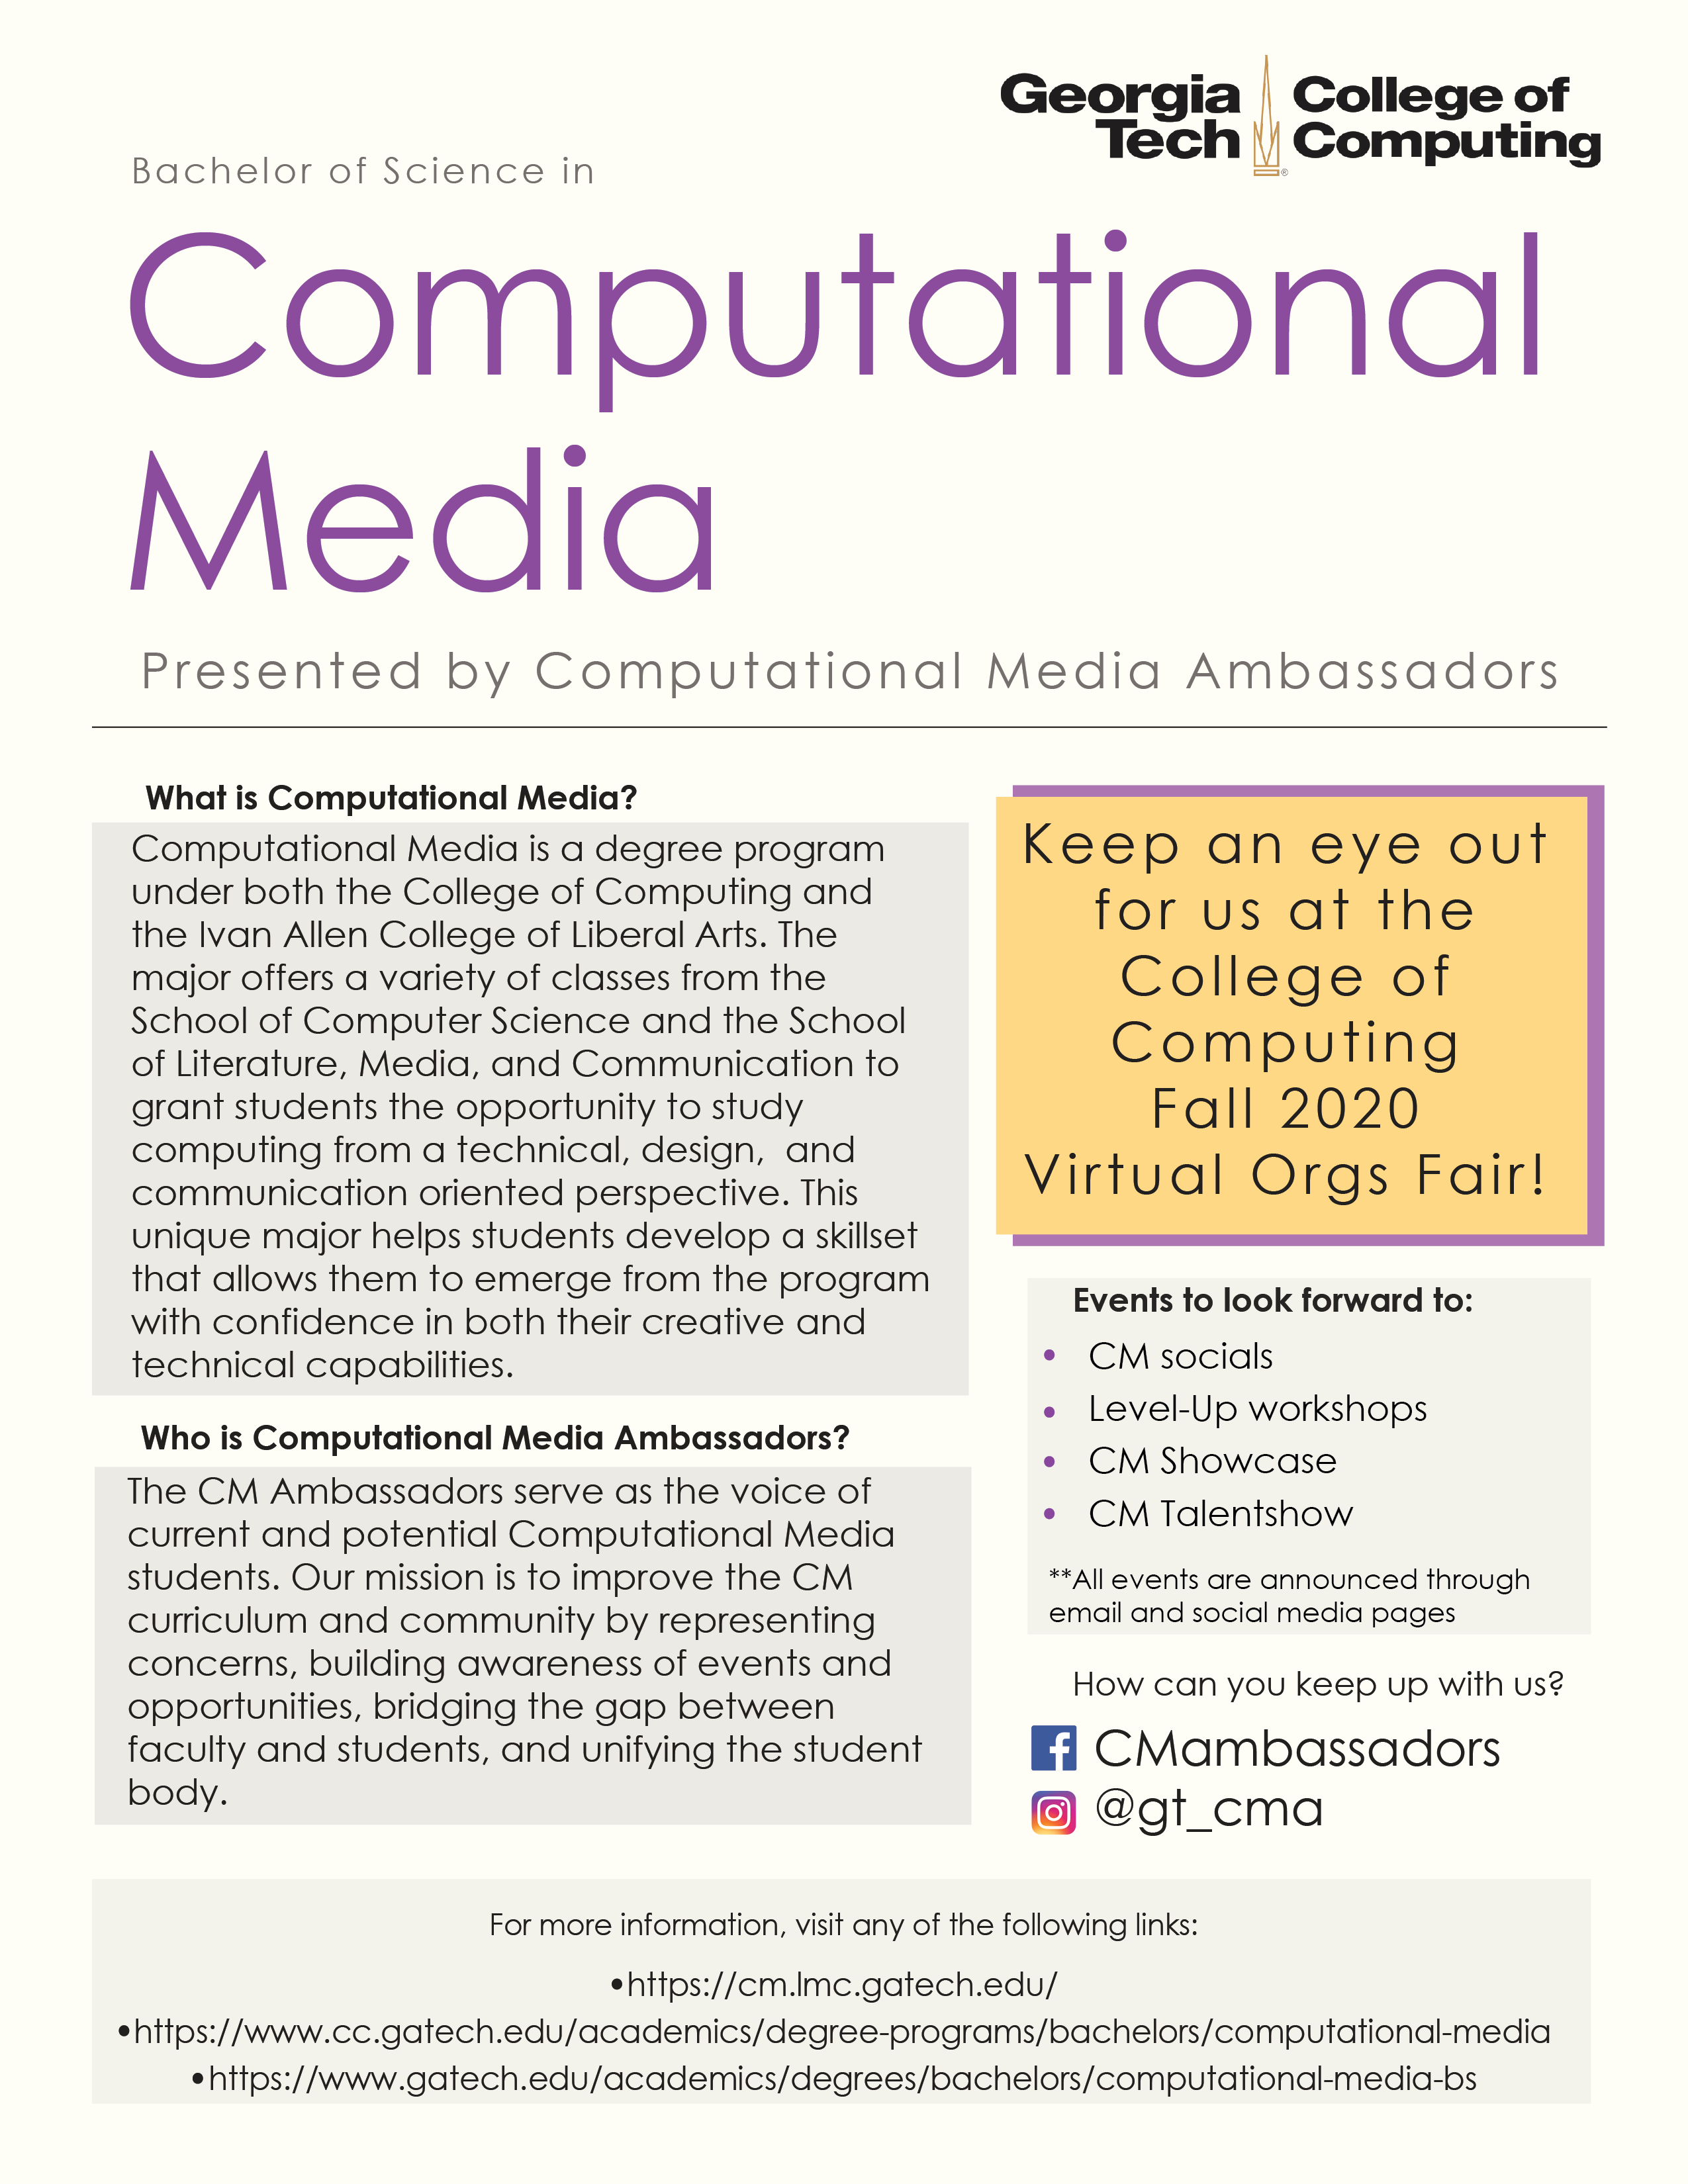 Georgia Tech College of Computing ®
Bachelor of Science in
Computational
Media
Presented by Computational Media Ambassadors
What is Computational Media?
Computational Media is a degree program
under both the College of Computing and
the Ivan Allen College of Liberal Arts. The
major offers a variety of classes from the
School of Computer Science and the School
of Literature, Media, and Communication to
grant students the opportunity to study
computing from a technical, design,  and
communication oriented perspective. This
unique major helps students develop a skillset
that allows them to emerge from the program
with confidence in both their creative and
technical capabilities.
Who is Computational Media Ambassadors?
The CM Ambassadors serve as the voice of
current and potential Computational Media
students. Our mission is to improve the CM
curriculum and community by representing
concerns, building awareness of events and
opportunities, bridging the gap between
faculty and students, and unifying the student
body.
Keep an eye out
for us at the
College of
Computing
Fall 2020
Virtual Orgs Fair!
Events to look forward to:
• CM socials
• Level-Up workshops
• CM Showcase
• CM Talentshow
**All events are announced through
email and social media pages
How can you keep up with us?
CMambassadors
@gt_cma
For more information, visit any of the following links:
•https://cm.lmc.gatech.edu/
•https://www.cc.gatech.edu/academics/degree-programs/bachelors/computational-media
•https://www.gatech.edu/academics/degrees/bachelors/computational-media-bs